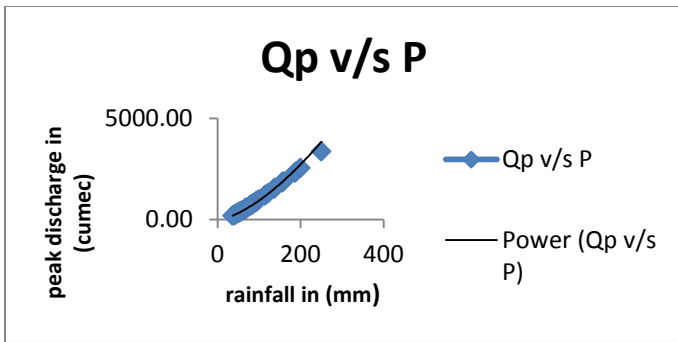 Qp v/s P
peak discharge in
(cumec)
5000.00
0.00
0
200
400
rainfall in (mm)
Qp v/s P
Power (Qp v/s
P)